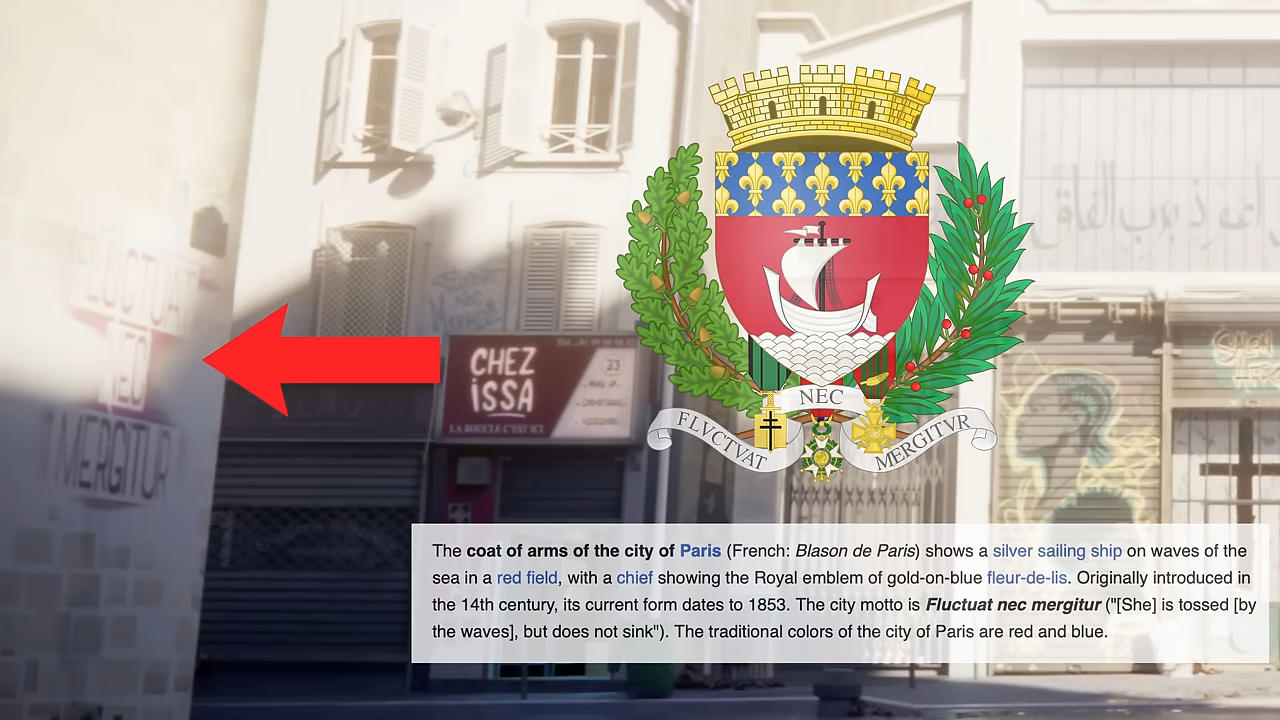 FLUCTUAT
NEC
MERGITUR
CHEZ
ISSA
23
LA BOUCLE C'EST ICI
FLVCTVAT
NEC
MERGITVR
The coat of arms of the city of Paris (French: Blason de Paris) shows a silver sailing ship on waves of the
sea in a red field, with a chief showing the Royal emblem of gold-on-blue fleur-de-lis. Originally introduced in
the 14th century, its current form dates to 1853. The city motto is Fluctuat nec mergitur ("[She] is tossed [by
the waves], but does not sink"). The traditional colors of the city of Paris are red and blue.